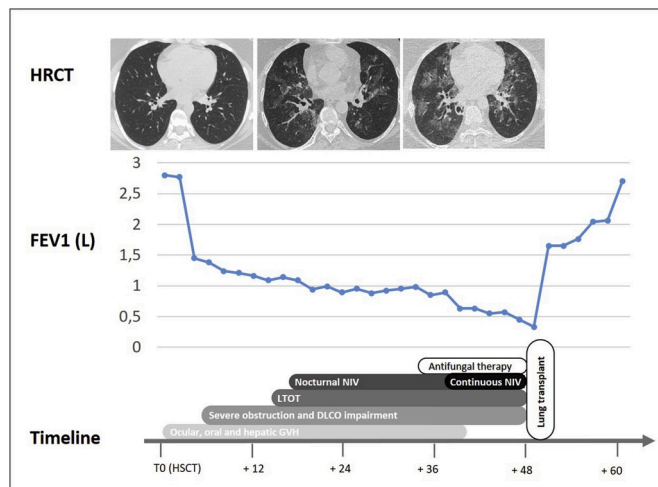 HRCT
3
2,5
2
1,5
1
0,5
0
FEV1 (L)
Antifungal therapy
Nocturnal NIV
Continuous NIV
LTOT
Severe obstruction and DLCO impairment
Ocular, oral and hepatic GVH
Lung transplant
Timeline
T0 (HSCT)
+ 12
+ 24
+ 36
+ 48
+ 60